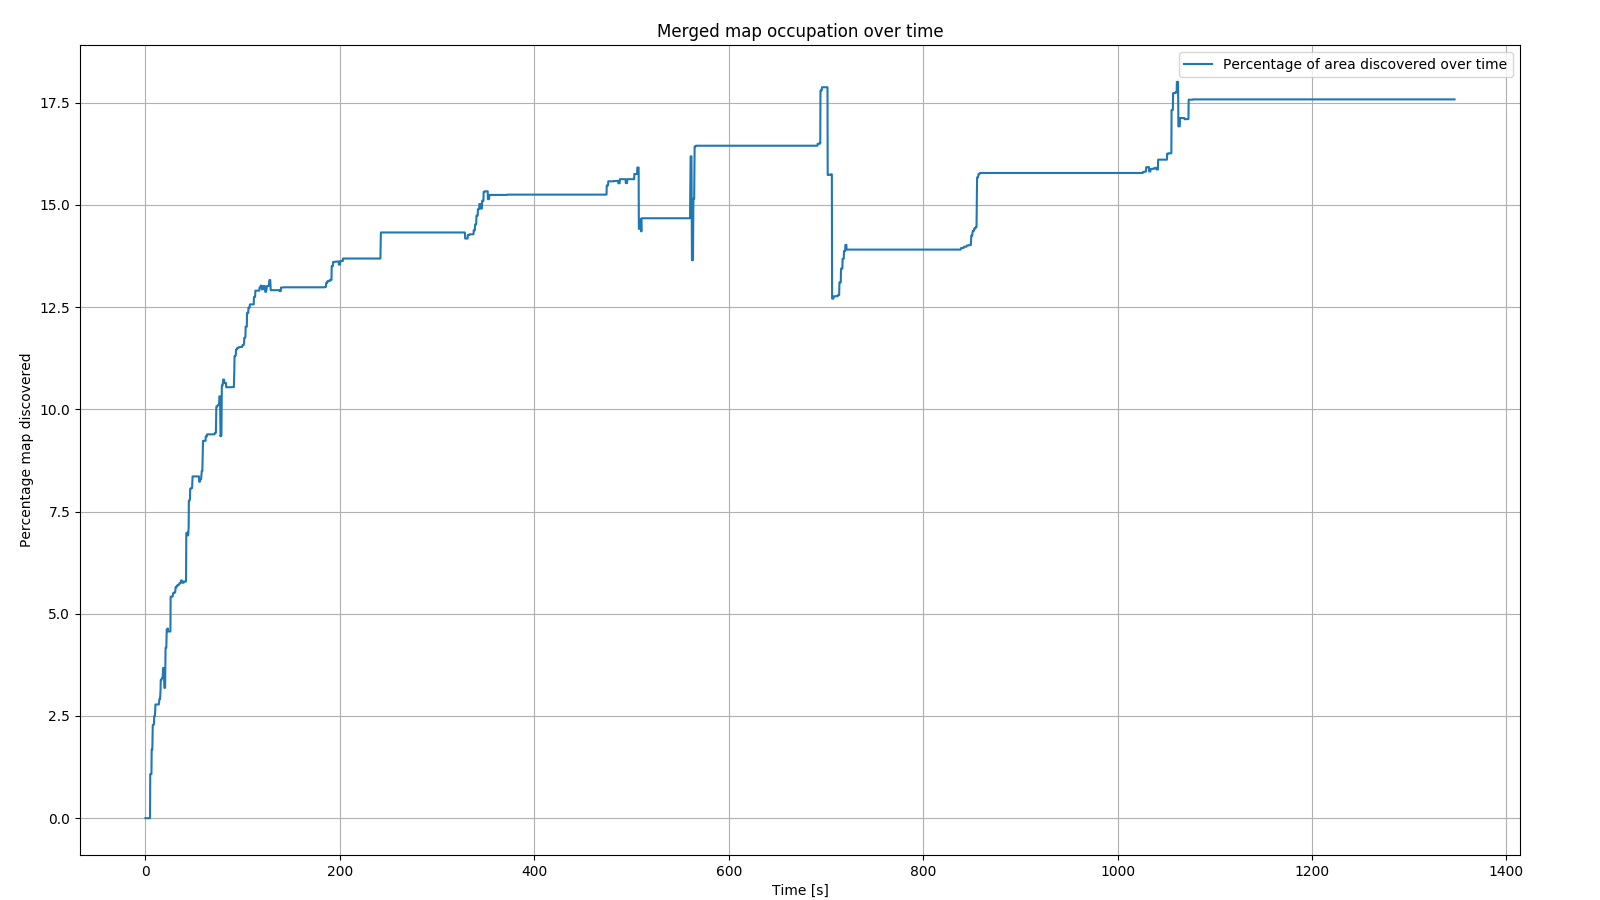 Merged map occupation over time
Percentage of area discovered over time
17.5
15.0
12.5
10.0
7.5
5.0
2.5
0.0
Percentage map discovered
0 200 400 600 800 1000 1200 1400
Time [s]